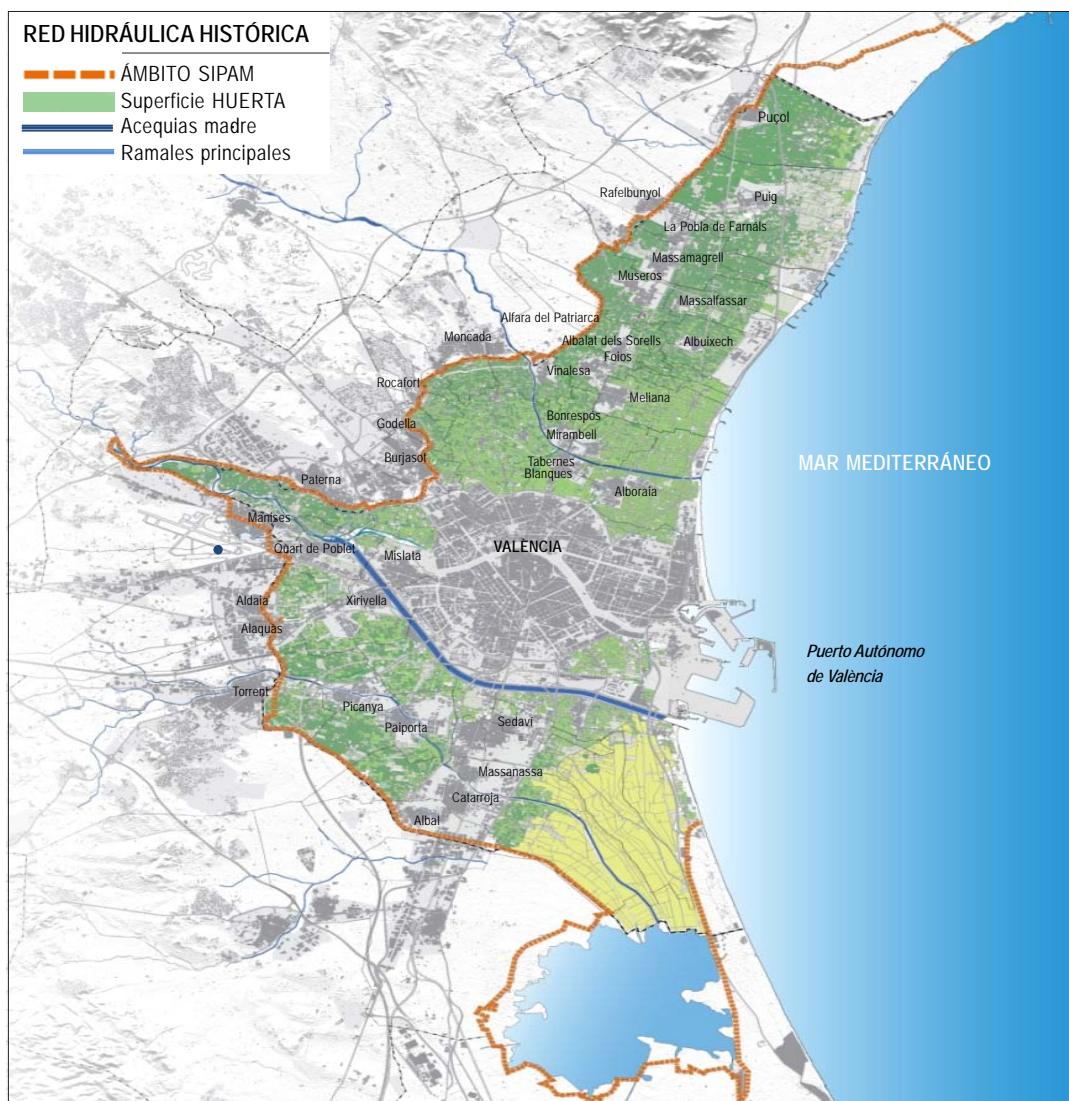 RED HIDRÁULICA HISTÓRICA
ÁMBITO SIPAM
Superficie HUERTA
Acequias madre
Ramales principales
Puçol
Rafelbunyol
Puig
La Pobla de Farnals
Massamagrell
Museros
Massalfassar
Alfara del Patriarca
Moncada
Albalat dels Sorells
Albuixech
Foios
Vinalesa
Rocafort
Meliana
Bonrespós
Godella
Mirambell
Burjasot
Tabernes
Blanques
MAR MEDITERRÁNEO
Paterna
Alboraía
Manises
Quart de Poblet
Mislata
VALÈNCIA
Aldaia
Xirivella
Alaquàs
Puerto Autónomo
de València
Torrent
Picanya
Paiporta
Sedaví
Massanassa
Catarroja
Albal